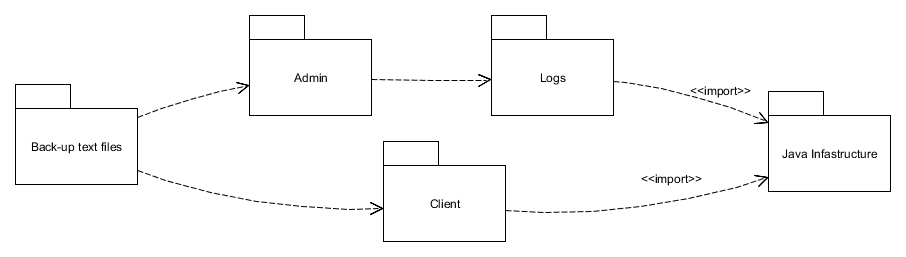 Admin
Logs
<<import>>
Back-up text files
Java Infastructure
<<import>>
Client